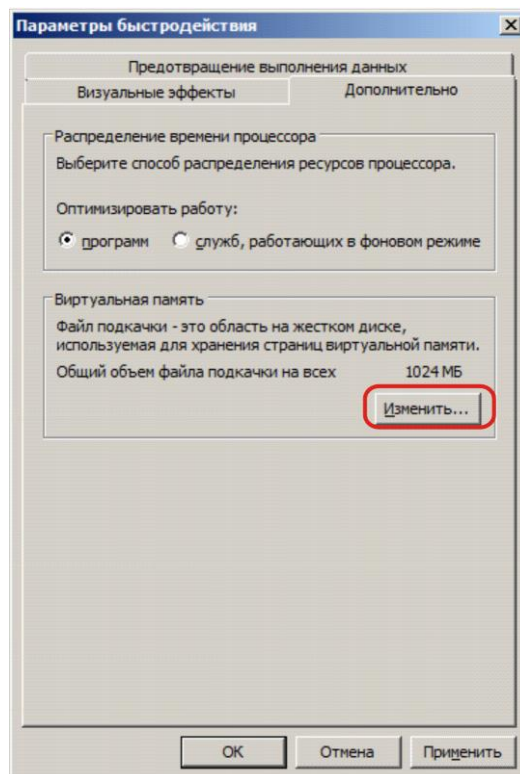 Параметры быстродействия
Предотвращение выполнения данных
Визуальные эффекты
Дополнительно
Распределение времени процессора
Выберите способ распределения ресурсов процессора.
Оптимизировать работу:
программ
служб, работающих в фоновом режиме
Виртуальная память
Файл подкачки - это область на жестком диске,
используемая для хранения страниц виртуальной памяти.
Общий объем файла подкачки на всех 1024 МБ
Изменить...
ОК
Отмена
Применить